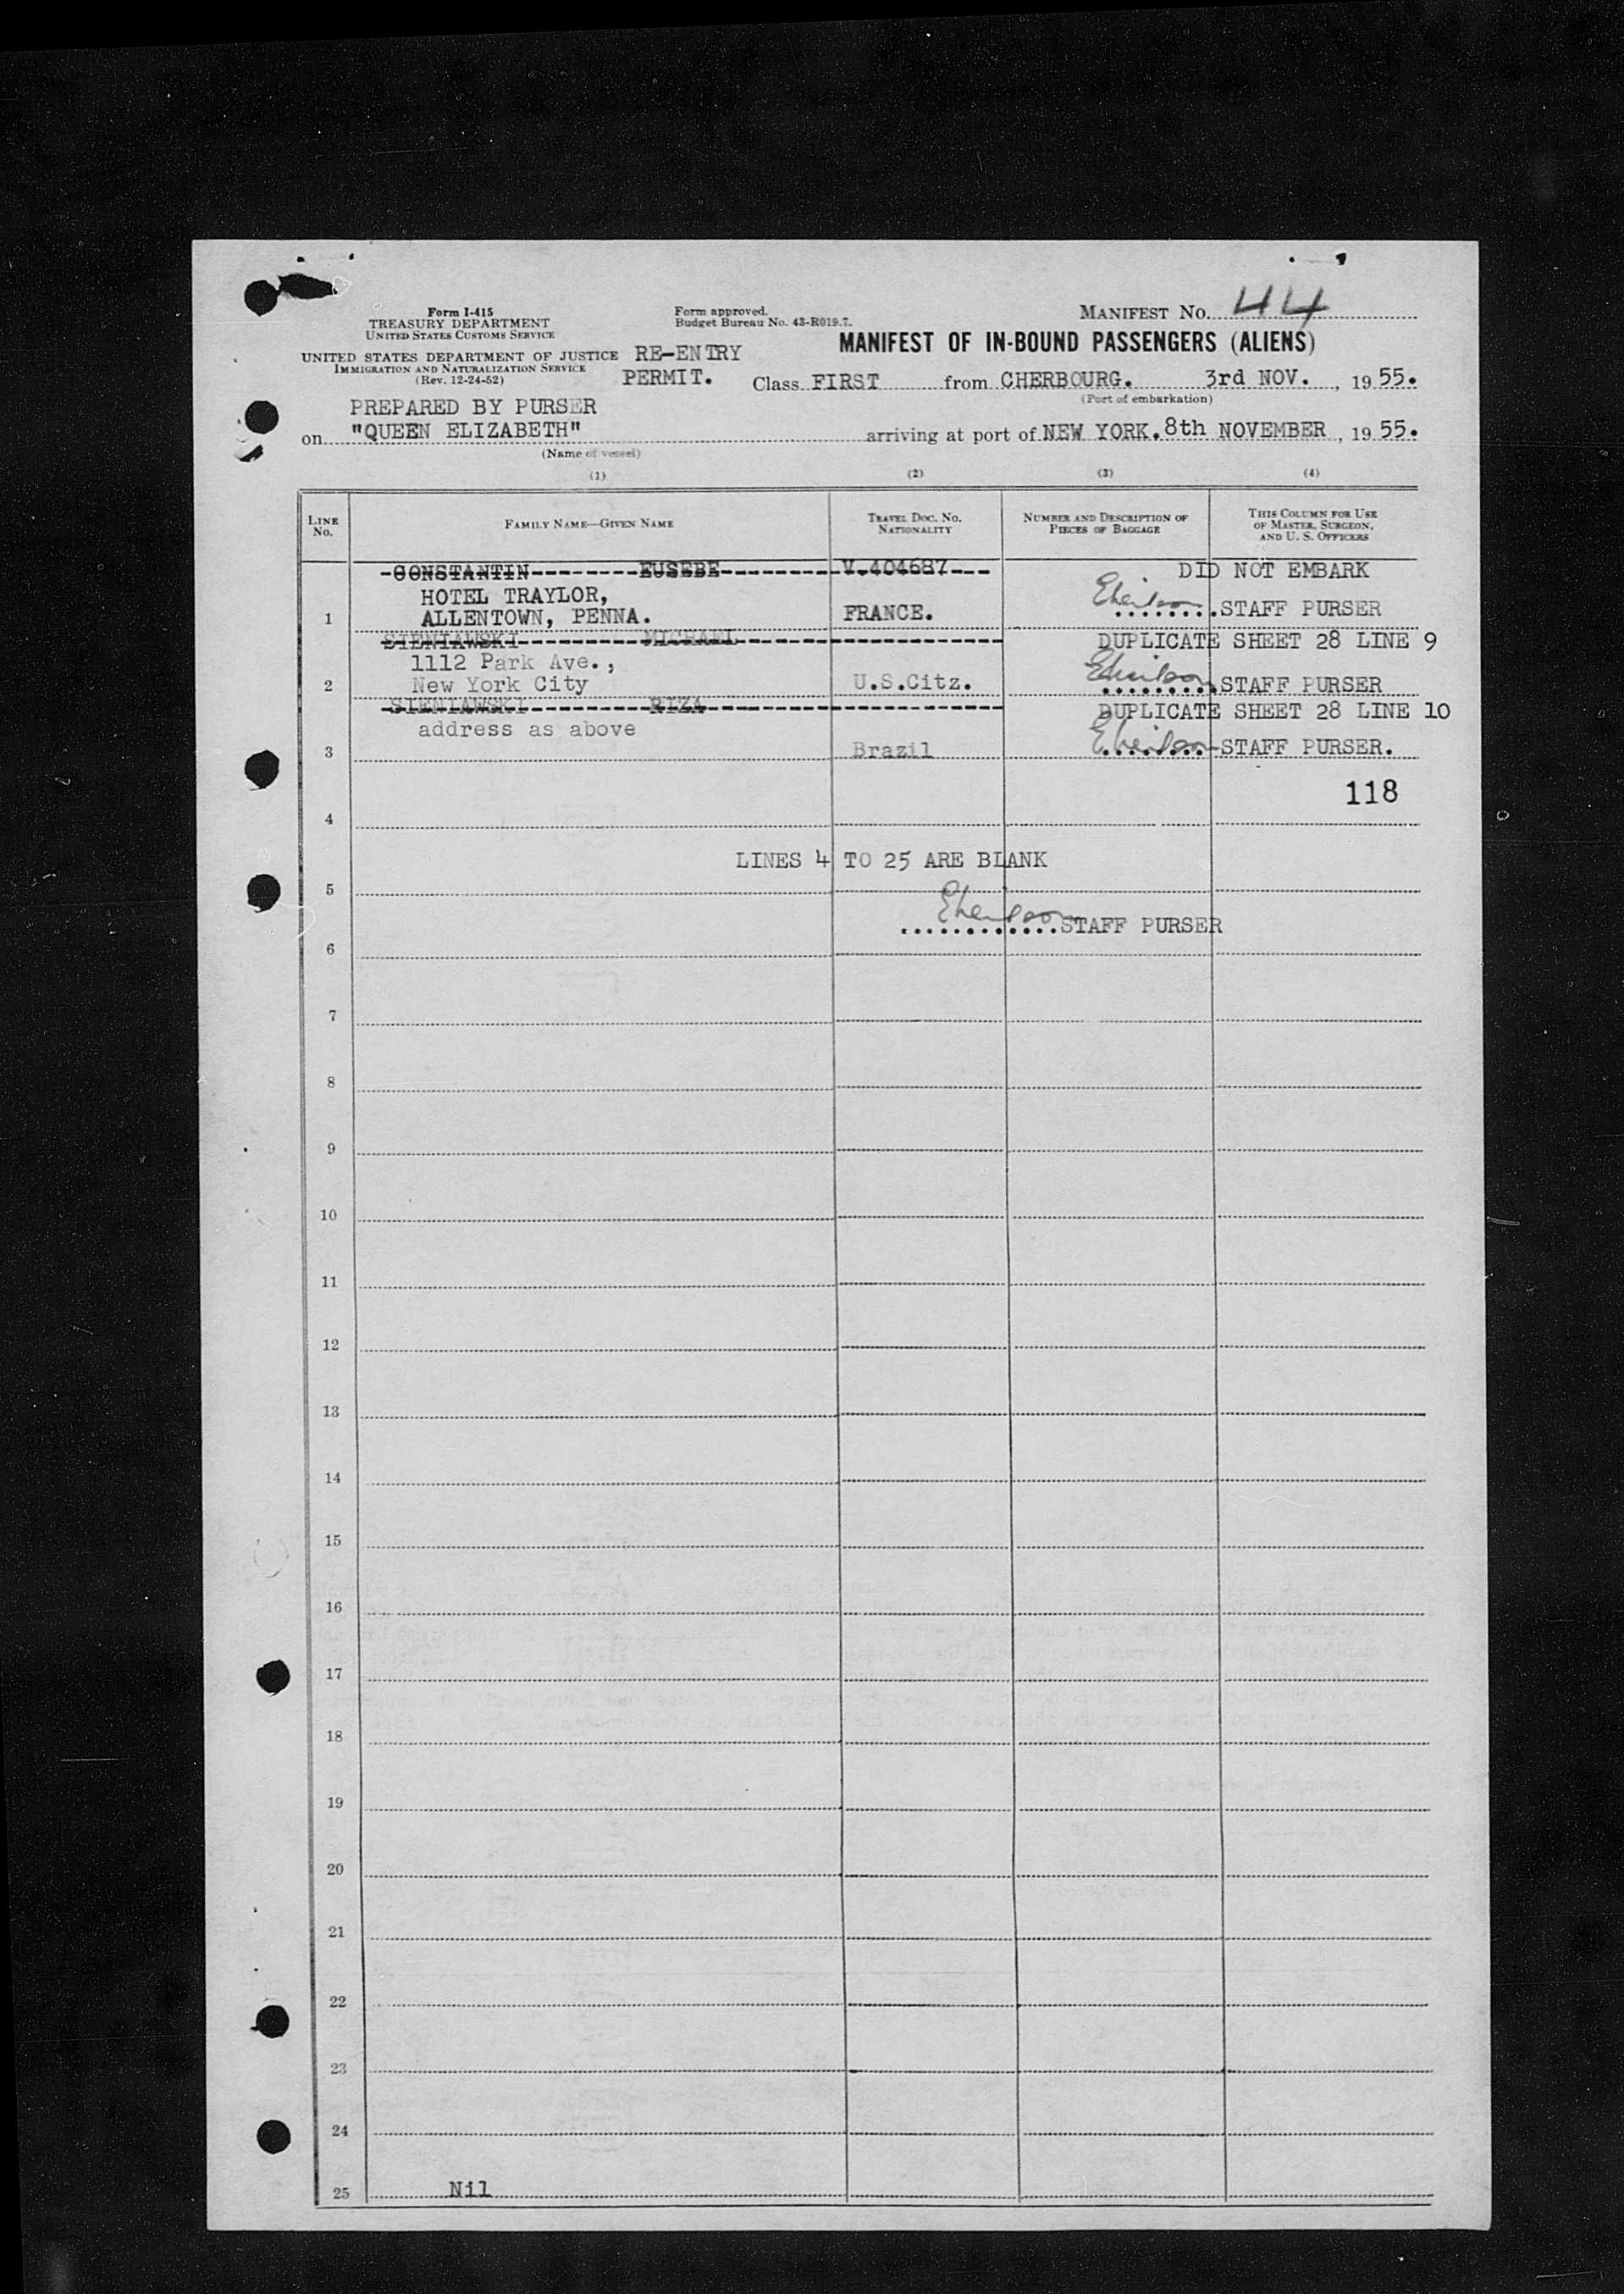 Form I-415
TREASURY DEPARTMENT
UNITED STATES CUSTOMS SERVICE
UNITED STATES DEPARTMENT OF JUSTICE
IMMIGRATION AND NATURALIZATION SERVICE
(Rev. 12-24-52)
RE-ENTRY
PERMIT.
Form approved.
Budget Bureau No. 43-R019.7.
MANIFEST No. 44
MANIFEST OF IN-BOUND PASSENGERS (ALIENS)
Class FIRST from CHERBOURG. 3rd NOV., 1955.
(Port of embarkation)
PREPARED BY PURSER
on "QUEEN ELIZABETH" arriving at port of NEW YORK. 8th NOVEMBER, 1955.
(Name of vessel)
(1) (2) (3) (4)
LINE No. FAMILY NAME—GIVEN NAME TRAVEL DOC. No. NATIONALITY NUMBER AND DESCRIPTION OF PIECES OF BAGGAGE THIS COLUMN FOR USE OF MASTER, SURGEON, AND U. S. OFFICERS
CONSTANTIN EUSEBE V.404687 DID NOT EMBARK
HOTEL TRAYLOR,
1 ALLENTOWN, PENNA. FRANCE. STAFF PURSER
SIENIAWSKI MICHAEL DUPLICATE SHEET 28 LINE 9
1112 Park Ave.,
2 New York City U.S.Citz. STAFF PURSER
SIENIAWSKI RIZA DUPLICATE SHEET 28 LINE 10
address as above
3 Brazil STAFF PURSER.
118
4
LINES 4 TO 25 ARE BLANK
5
STAFF PURSER
6
7
8
9
10
11
12
13
14
15
16
17
18
19
20
21
22
23
24
25 Nil